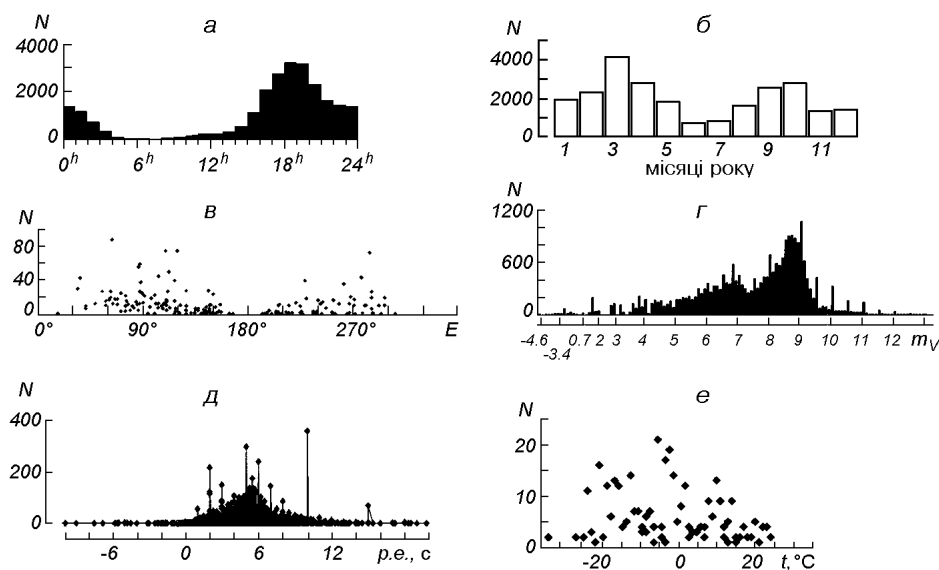 а
N
4000
2000
0
0h 6h 12h 18h 24h
б
N
4000
2000
0
1 3 5 7 9 11
місяці року
в
N
80
40
0
0° 90° 180° 270° E
г
N
1200
600
0
-4.6 -3.4 0.7 2 2 3 4 5 6 7 8 9 10 11 12 mV
д
N
400
200
0
-6 0 6 12 p.e., с
е
N
20
10
0
-20 0 20 t, °C